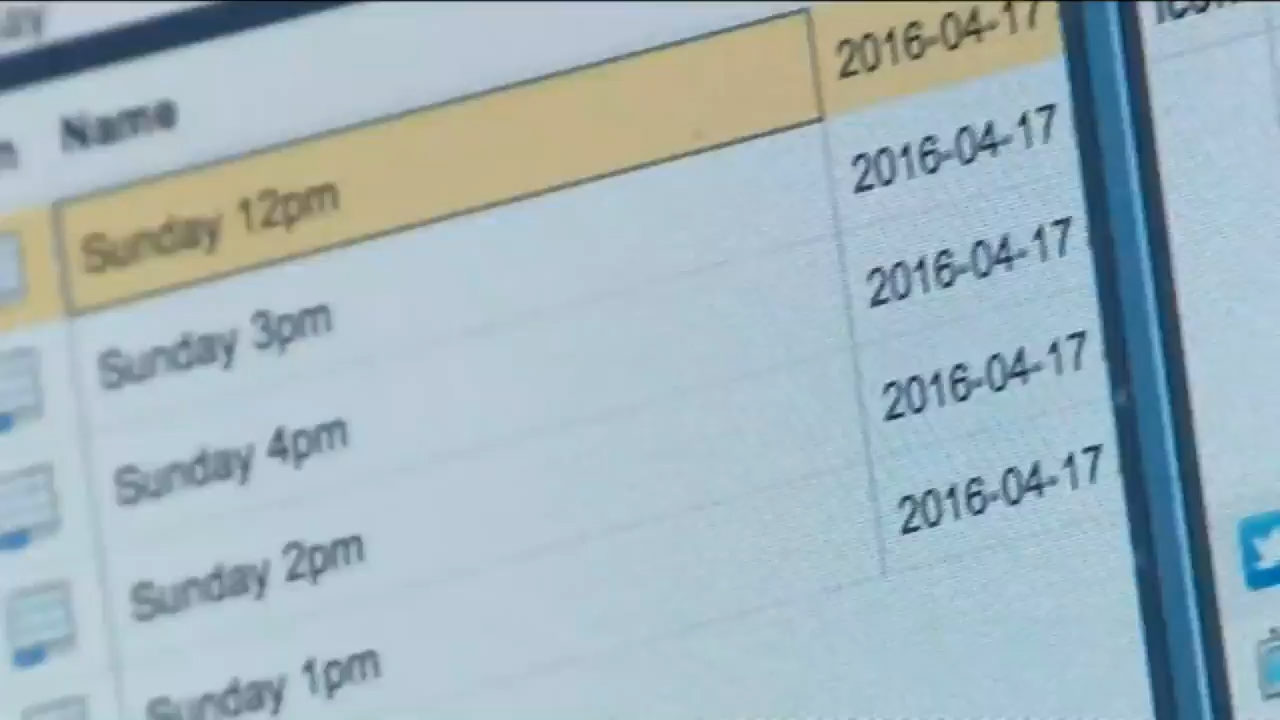 Name
Sunday 12pm 2016-04-17
Sunday 3pm 2016-04-17
Sunday 4pm 2016-04-17
Sunday 2pm 2016-04-17
Sunday 1pm 2016-04-17